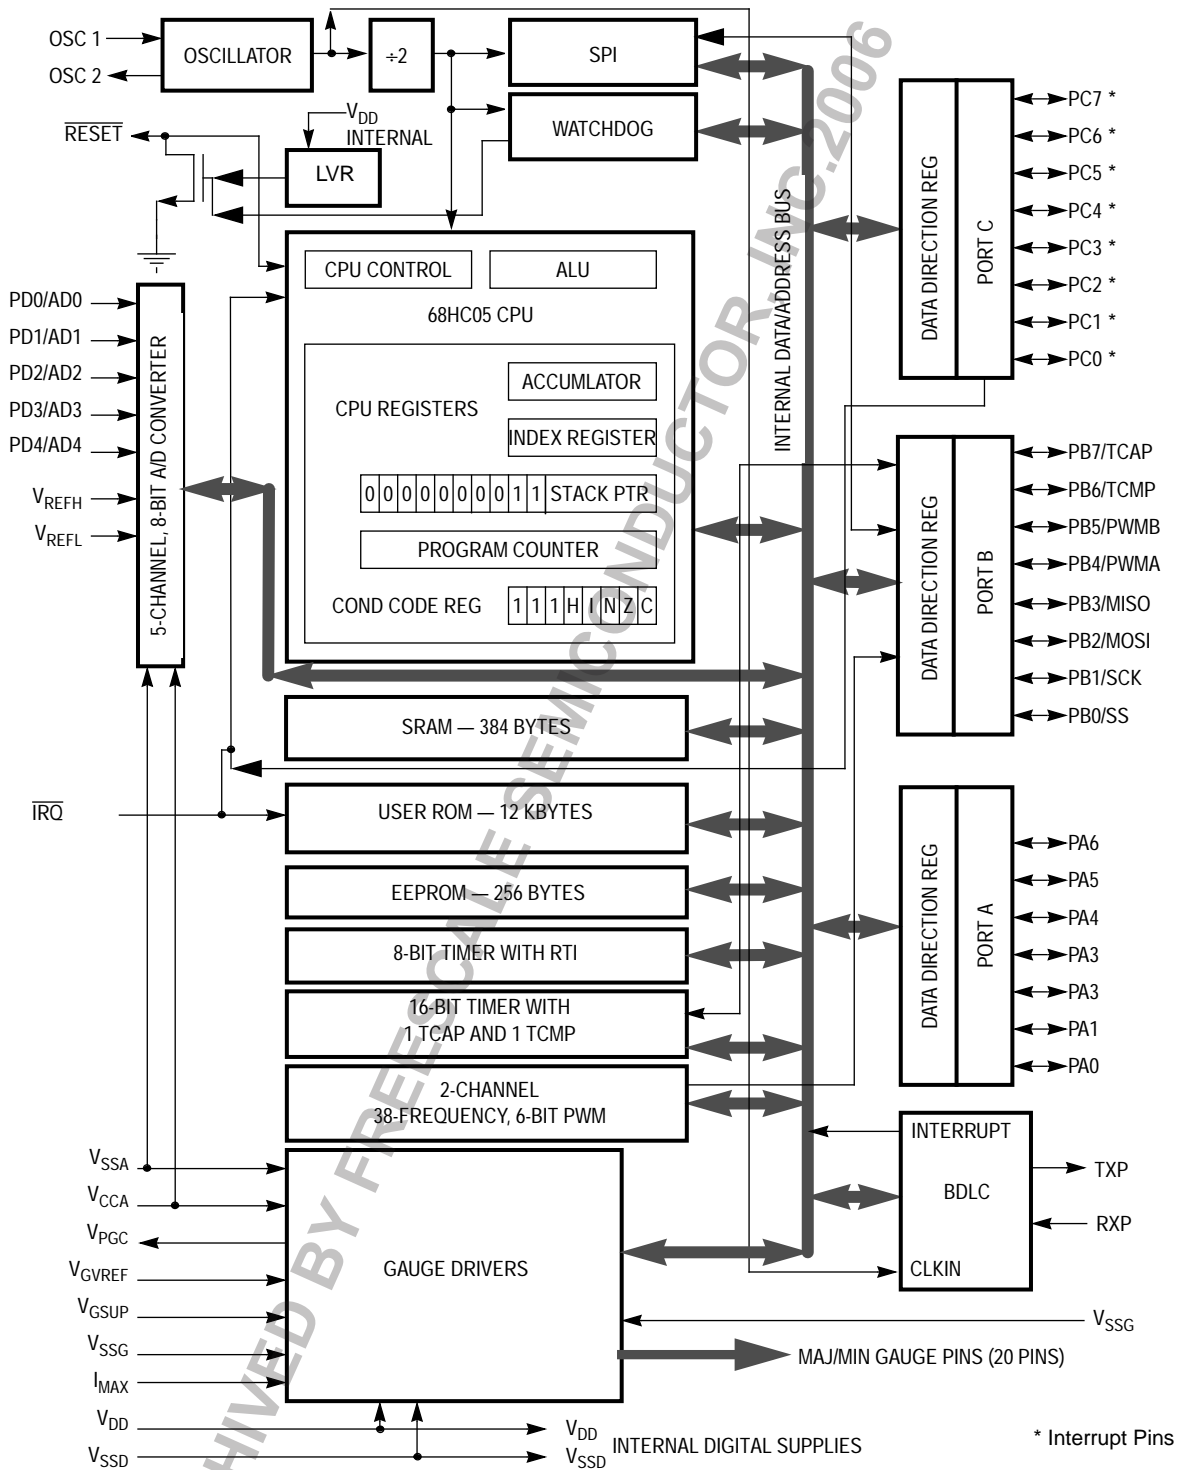 OSC 1
OSC 2
OSCILLATOR
÷2
SPI
WATCHDOG
RESET
VDD
INTERNAL
LVR
CPU CONTROL
ALU
68HC05 CPU
CPU REGISTERS
ACCUMLATOR
INDEX REGISTER
0 0 0 0 0 0 0 0 1 1 STACK PTR
PROGRAM COUNTER
COND CODE REG
1 1 1 H I N Z C
PD0/AD0
PD1/AD1
PD2/AD2
PD3/AD3
PD4/AD4
VREFH
VREFL
5-CHANNEL, 8-BIT A/D CONVERTER
INTERNAL DATA/ADDRESS BUS
DATA DIRECTION REG
PORT C
PC7 *
PC6 *
PC5 *
PC4 *
PC3 *
PC2 *
PC1 *
PC0 *
DATA DIRECTION REG
PORT B
PB7/TCAP
PB6/TCMP
PB5/PWMB
PB4/PWMA
PB3/MISO
PB2/MOSI
PB1/SCK
PB0/SS
SRAM — 384 BYTES
IRQ
USER ROM — 12 KBYTES
EEPROM — 256 BYTES
8-BIT TIMER WITH RTI
16-BIT TIMER WITH
1 TCAP AND 1 TCMP
2-CHANNEL
38-FREQUENCY, 6-BIT PWM
DATA DIRECTION REG
PORT A
PA6
PA5
PA4
PA3
PA3
PA1
PA0
INTERRUPT
BDLC
CLKIN
TXP
RXP
VSSA
VCCA
VPGC
VGVREF
VGSUP
VSSG
IMAX
VDD
VSSD
GAUGE DRIVERS
VSSG
MAJ/MIN GAUGE PINS (20 PINS)
VDD
VSSD
INTERNAL DIGITAL SUPPLIES
* Interrupt Pins
HIVED BY FREESCALE SEMICONDUCTOR, INC.2006